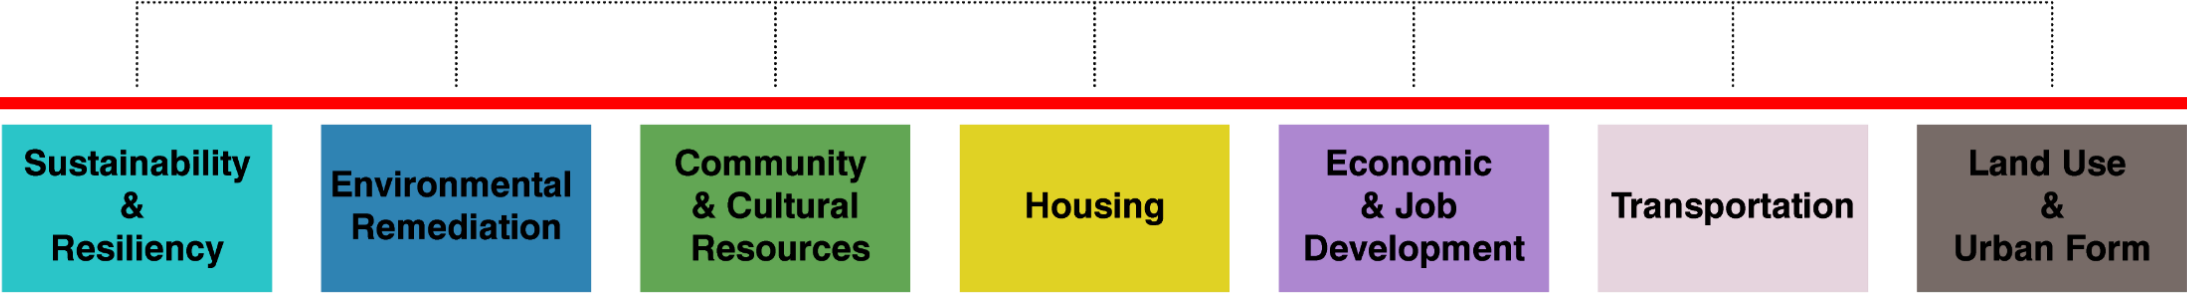 Sustainability
&
Resiliency
Environmental
Remediation
Community
& Cultural
Resources
Housing
Economic
& Job
Development
Transportation
Land Use
&
Urban Form